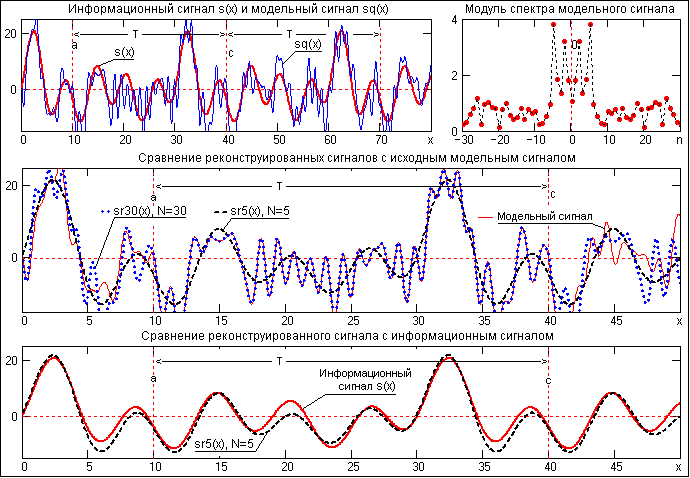 Информационный сигнал s(x) и модельный сигнал sq(x)
20
0
a
T
c
s(x)
sq(x)
0 10 20 30 40 50 60 70 x 80
Модуль спектра модельного сигнала
4
2
0
0
−30 −20 −10 0 10 20 n 30
Сравнение реконструированных сигналов с исходным модельным сигналом
20
0
a
T
c
sr30(x), N=30
sr5(x), N=5
Модельный сигнал
0 5 10 15 20 25 30 35 40 45 x
Сравнение реконструированного сигнала с информационным сигналом
20
0
a
T
c
Информационный
сигнал s(x)
sr5(x), N=5
0 5 10 15 20 25 30 35 40 45 x